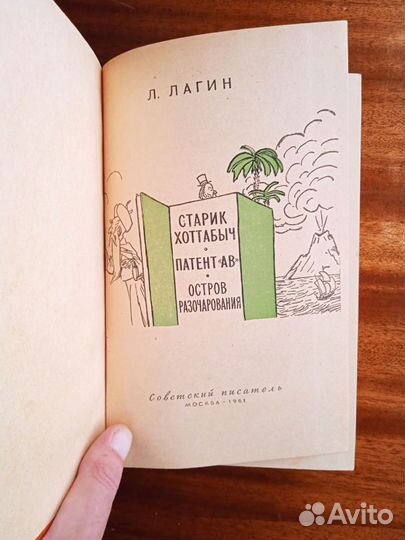 Л. ЛАГИН
СТАРИК
ХОТТАБЫЧ
•
ПАТЕНТ „АВ"
•
ОСТРОВ
РАЗОЧАРОВАНИЯ
Советский писатель
МОСКВА • 1961
Avito